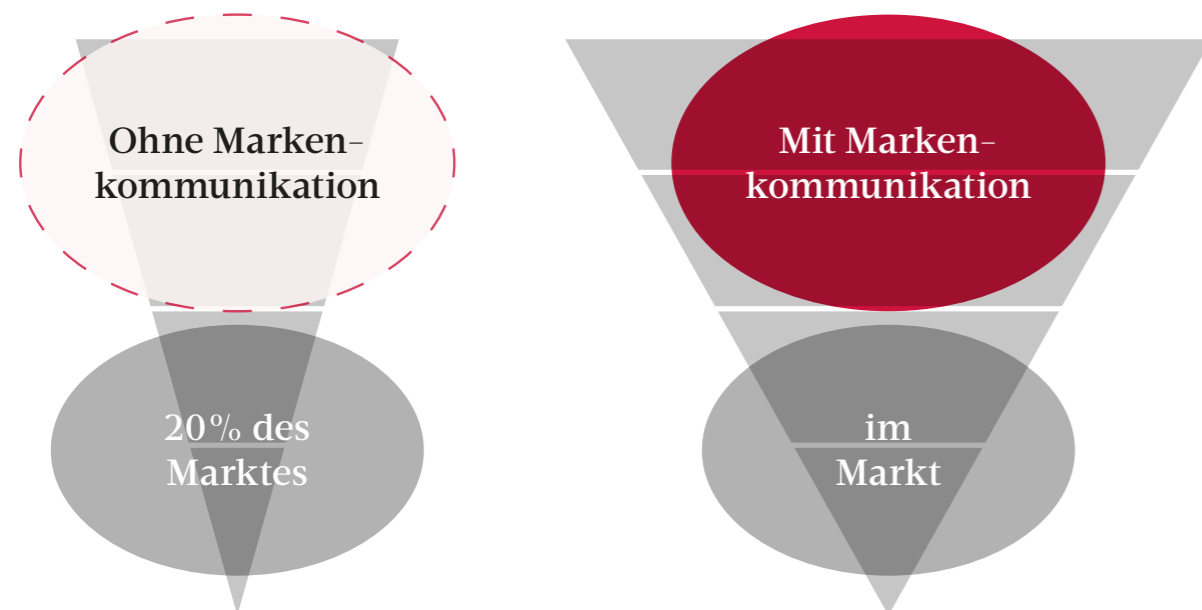 Ohne Marken-
kommunikation
20% des
Marktes
Mit Marken-
kommunikation
im
Markt